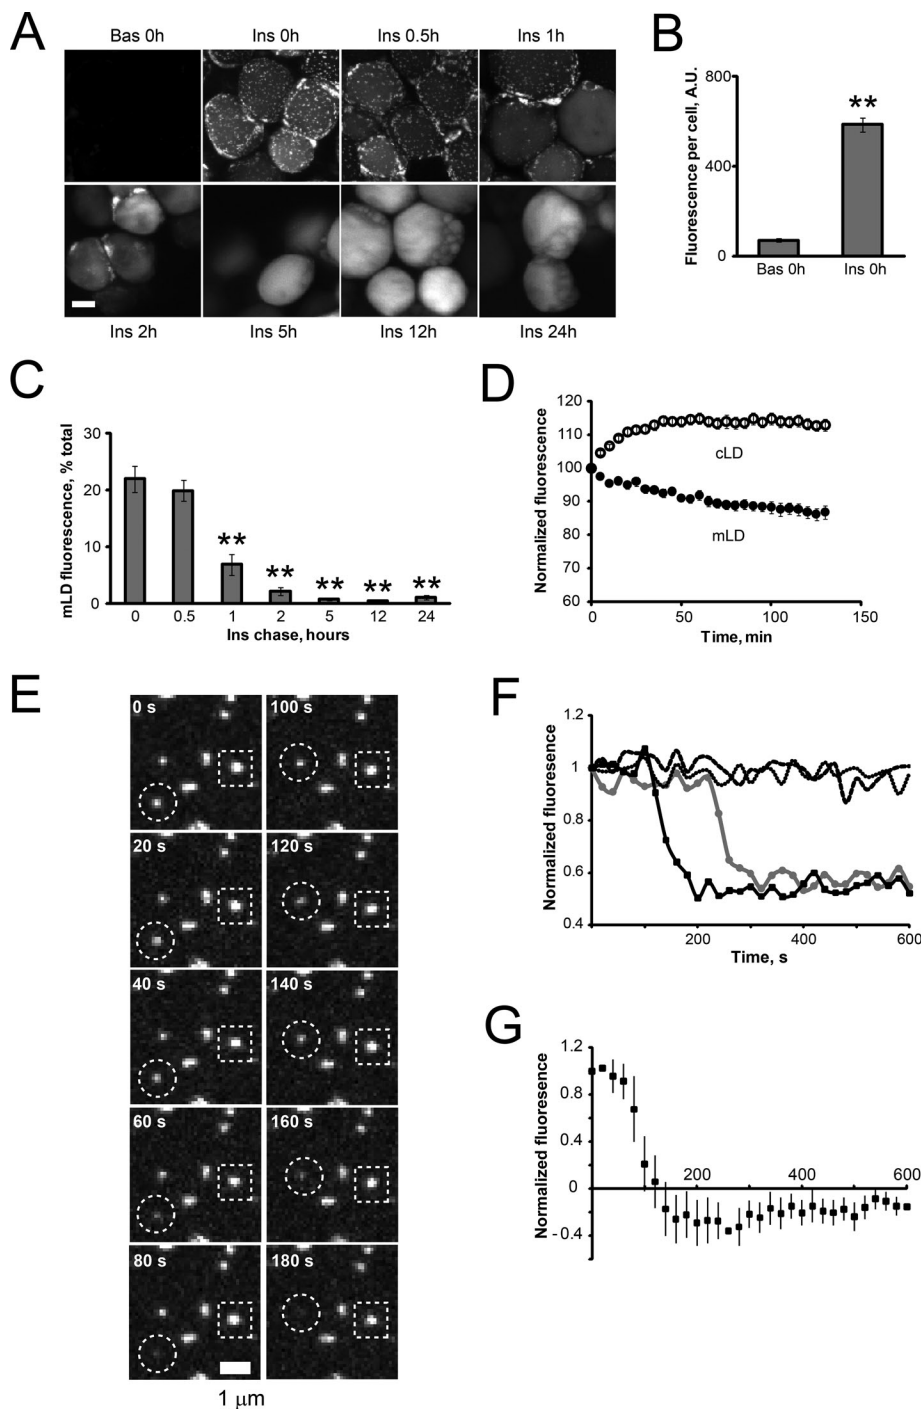 A
Bas 0h Ins 0h Ins 0.5h Ins 1h
Ins 2h Ins 5h Ins 12h Ins 24h
B
Fluorescence per cell, A.U.
800
400
0
**
Bas 0h Ins 0h
C
mLD fluorescence, % total
30
20
10
0
** ** ** ** **
0 0.5 1 2 5 12 24
Ins chase, hours
D
Normalized fluorescence
120
110
100
90
80
70
60
cLD
mLD
0 50 100 150
Time, min
E
0 s 100 s
20 s 120 s
40 s 140 s
60 s 160 s
80 s 180 s
1 μm
F
Normalized fluoresence
1.2
1
0.8
0.6
0.4
200 400 600
Time, s
G
Normalized fluoresence
1.2
0.8
0.4
0
-0.4
200 400 600